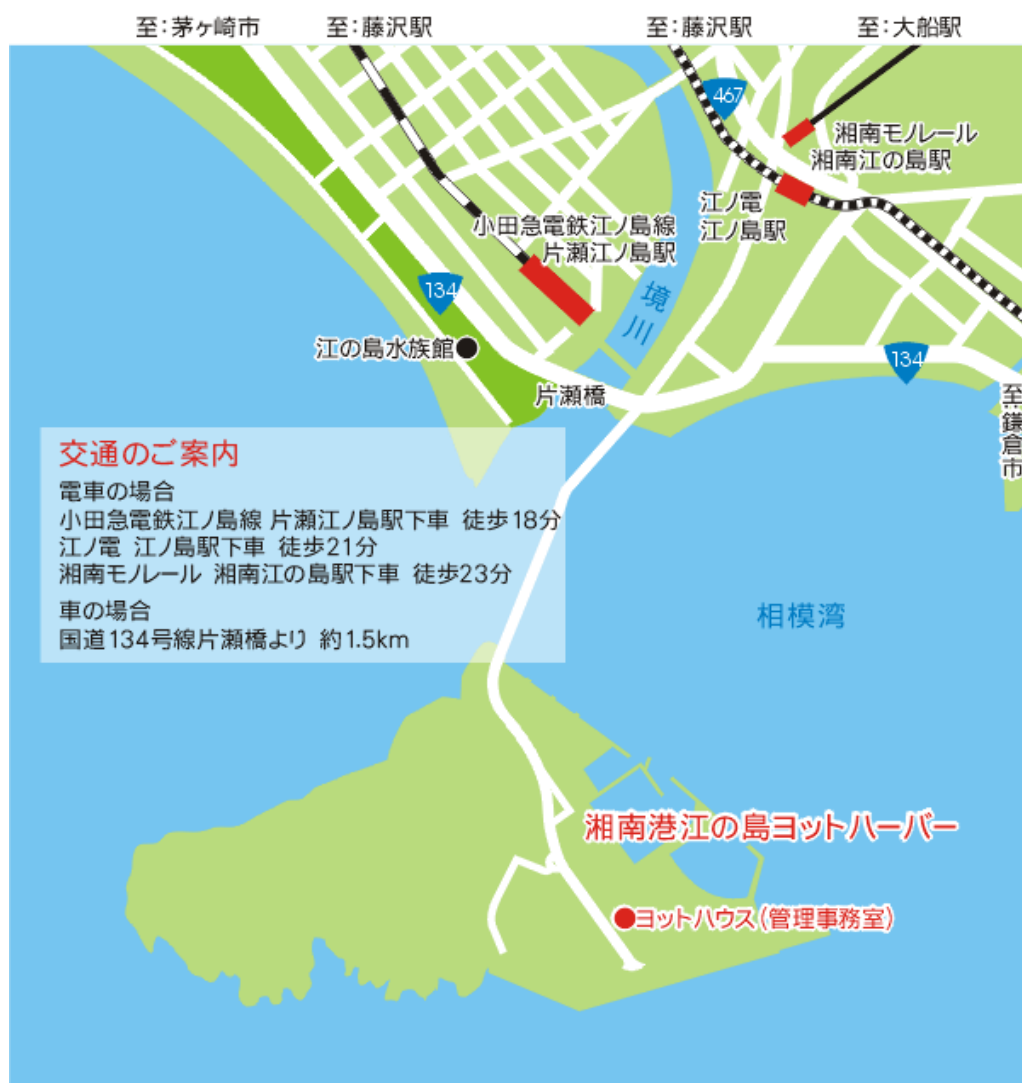 至:茅ヶ崎市
至:藤沢駅
至:藤沢駅
至:大船駅
467
湘南モノレール
湘南江の島駅
江ノ電
江ノ島駅
小田急電鉄江ノ島線
片瀬江ノ島駅
134
境川
江の島水族館
134
片瀬橋
至:鎌倉市
交通のご案内
電車の場合
小田急電鉄江ノ島線 片瀬江ノ島駅下車 徒歩18分
江ノ電 江ノ島駅下車 徒歩21分
湘南モノレール 湘南江の島駅下車 徒歩23分
車の場合
国道134号線片瀬橋より 約1.5km
相模湾
湘南港江の島ヨットハーバー
ヨットハウス(管理事務室)